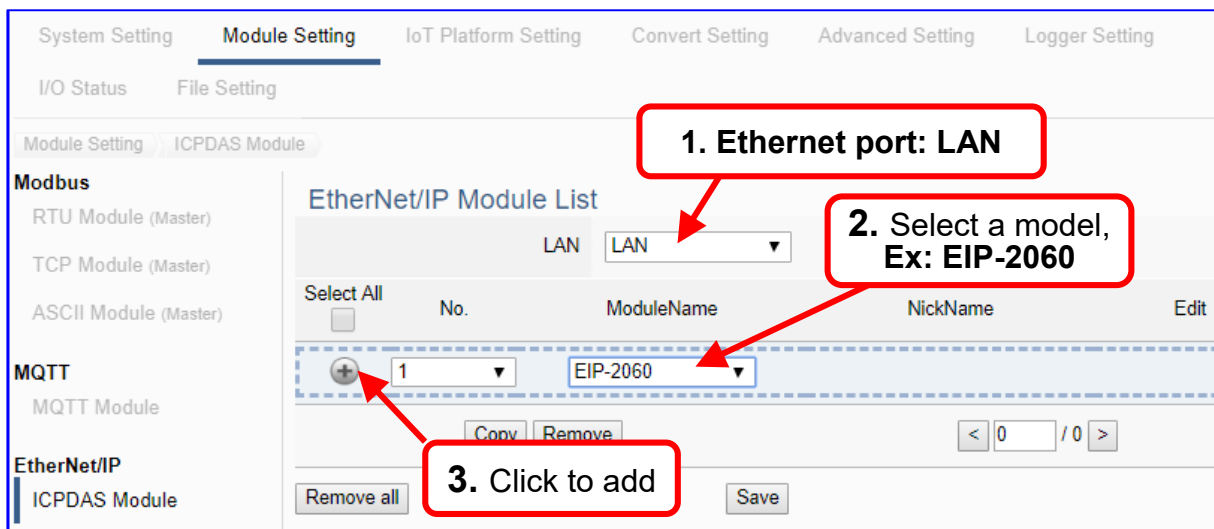 System Setting Module Setting IoT Platform Setting Convert Setting Advanced Setting Logger Setting
I/O Status File Setting
Module Setting ICPDAS Module
1. Ethernet port: LAN
Modbus
RTU Module (Master)
TCP Module (Master)
ASCII Module (Master)
MQTT
MQTT Module
EtherNet/IP
ICPDAS Module
EtherNet/IP Module List
LAN LAN ▼
2. Select a model,
Ex: EIP-2060
Select All No. ModuleName NickName Edit
1 ▼ EIP-2060 ▼
Copy Remove < 0 / 0 >
3. Click to add
Remove all Save